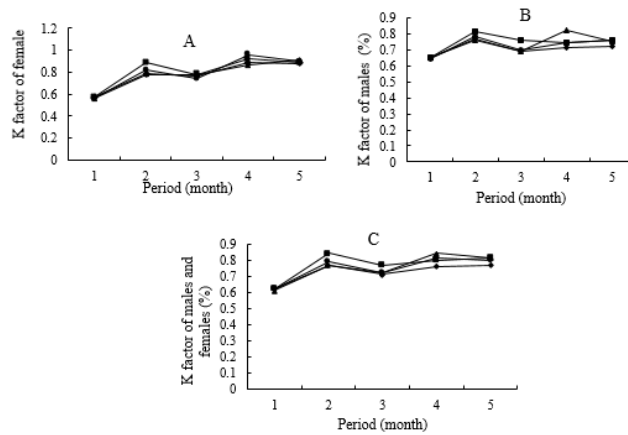 A
K factor of female
1.2
1
0.8
0.6
0.4
0.2
0
1 2 3 4 5
Period (month)
B
K factor of males (%)
0.9
0.8
0.7
0.6
0.5
0.4
0.3
0.2
0.1
0
1 2 3 4 5
Period (month)
C
K factor of males and
females (%)
0.9
0.8
0.7
0.6
0.5
0.4
0.3
0.2
0.1
0
1 2 3 4 5
Period (month)